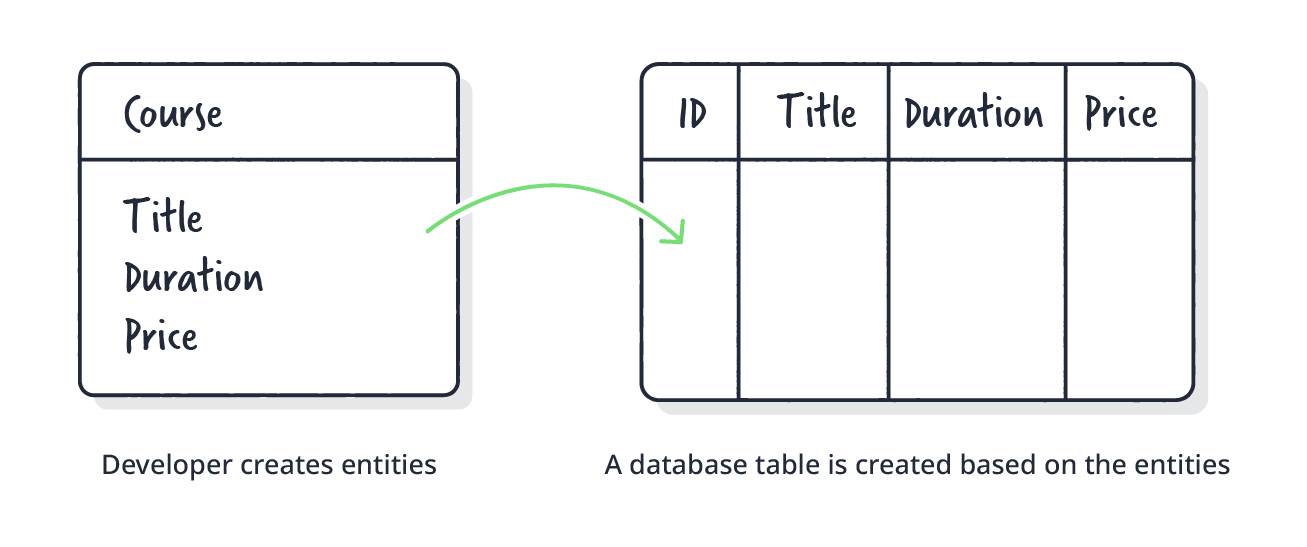 Course
Title
Duration
Price
ID Title Duration Price
Developer creates entities
A database table is created based on the entities